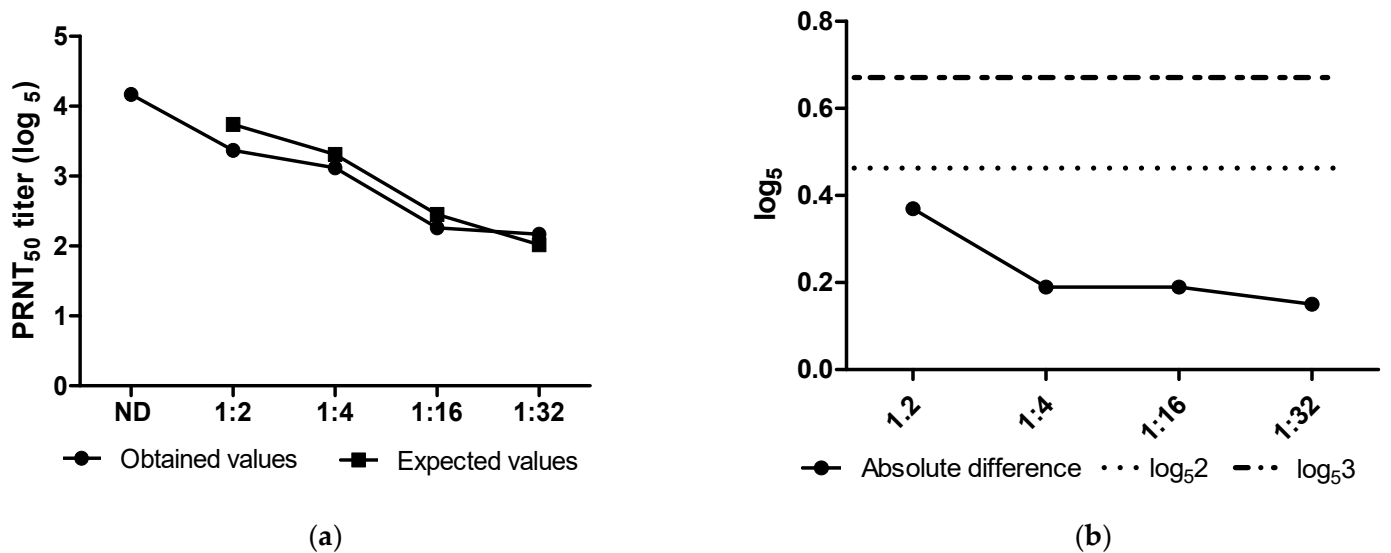 PRNT50 titer (log 5)
5
4
3
2
1
0
ND 1:2 1:4 1:16 1:32
Obtained values Expected values
(a)
log5
0.8
0.6
0.4
0.2
0.0
1:2 1:4 1:16 1:32
Absolute difference log52 log53
(b)